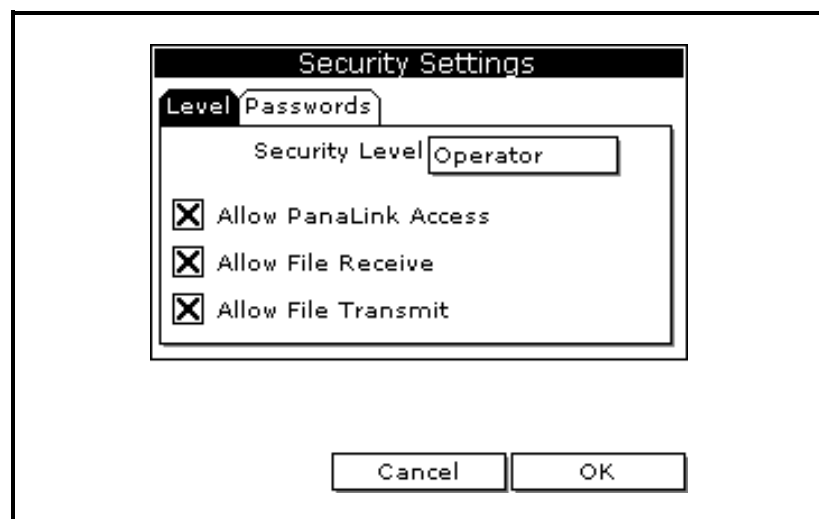 Security Settings
Level Passwords
Security Level Operator
Allow PanaLink Access
Allow File Receive
Allow File Transmit
Cancel OK